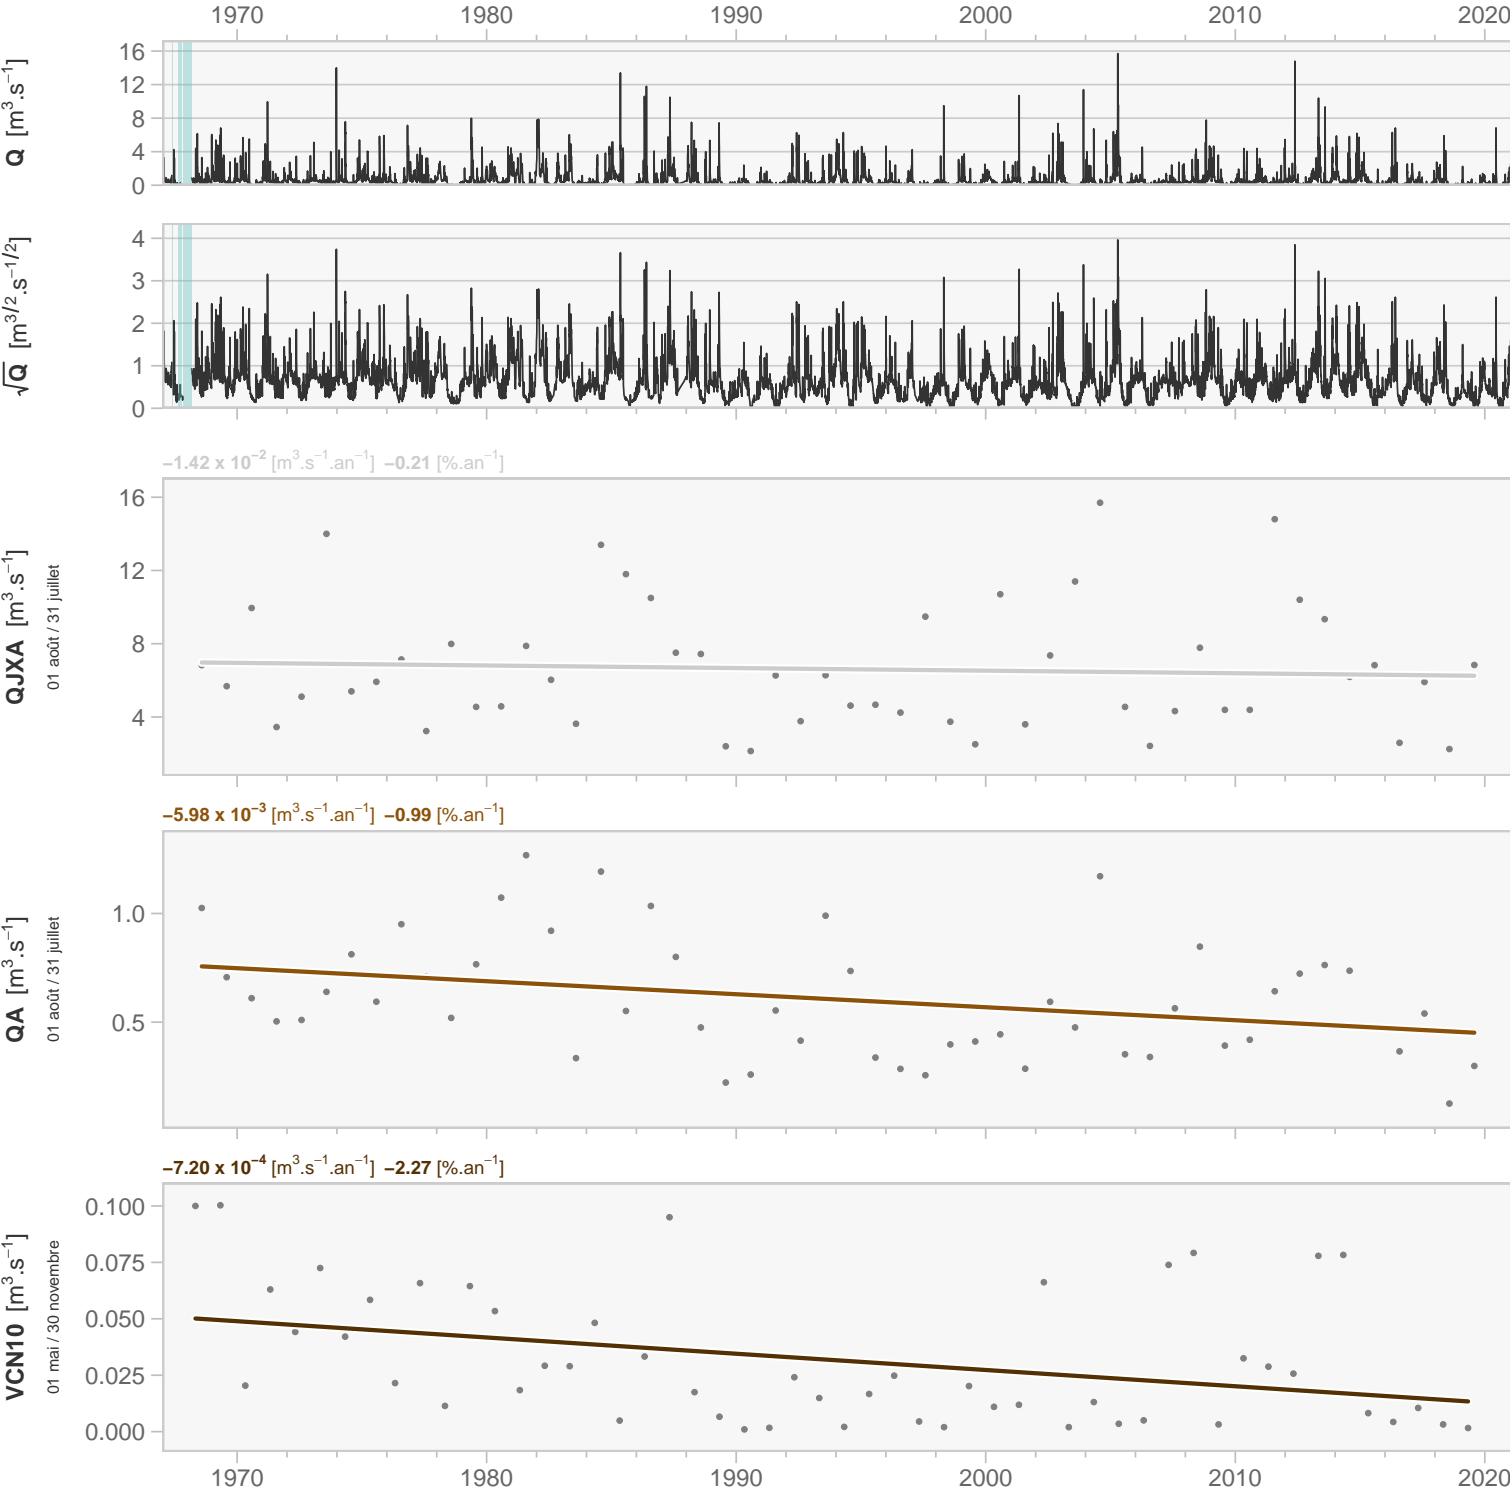 1970 1980 1990 2000 2010 2020
Q [m³.s⁻¹]
16
12
8
4
0
√Q [m³ᐟ².s⁻¹ᐟ²]
4
3
2
1
0
−1.42 x 10⁻² [m³.s⁻¹.an⁻¹] −0.21 [%.an⁻¹]
QJXA [m³.s⁻¹]
01 août / 31 juillet
16
12
8
4
−5.98 x 10⁻³ [m³.s⁻¹.an⁻¹] −0.99 [%.an⁻¹]
QA [m³.s⁻¹]
01 août / 31 juillet
1.0
0.5
−7.20 x 10⁻⁴ [m³.s⁻¹.an⁻¹] −2.27 [%.an⁻¹]
VCN10 [m³.s⁻¹]
01 mai / 30 novembre
0.100
0.075
0.050
0.025
0.000
1970 1980 1990 2000 2010 2020